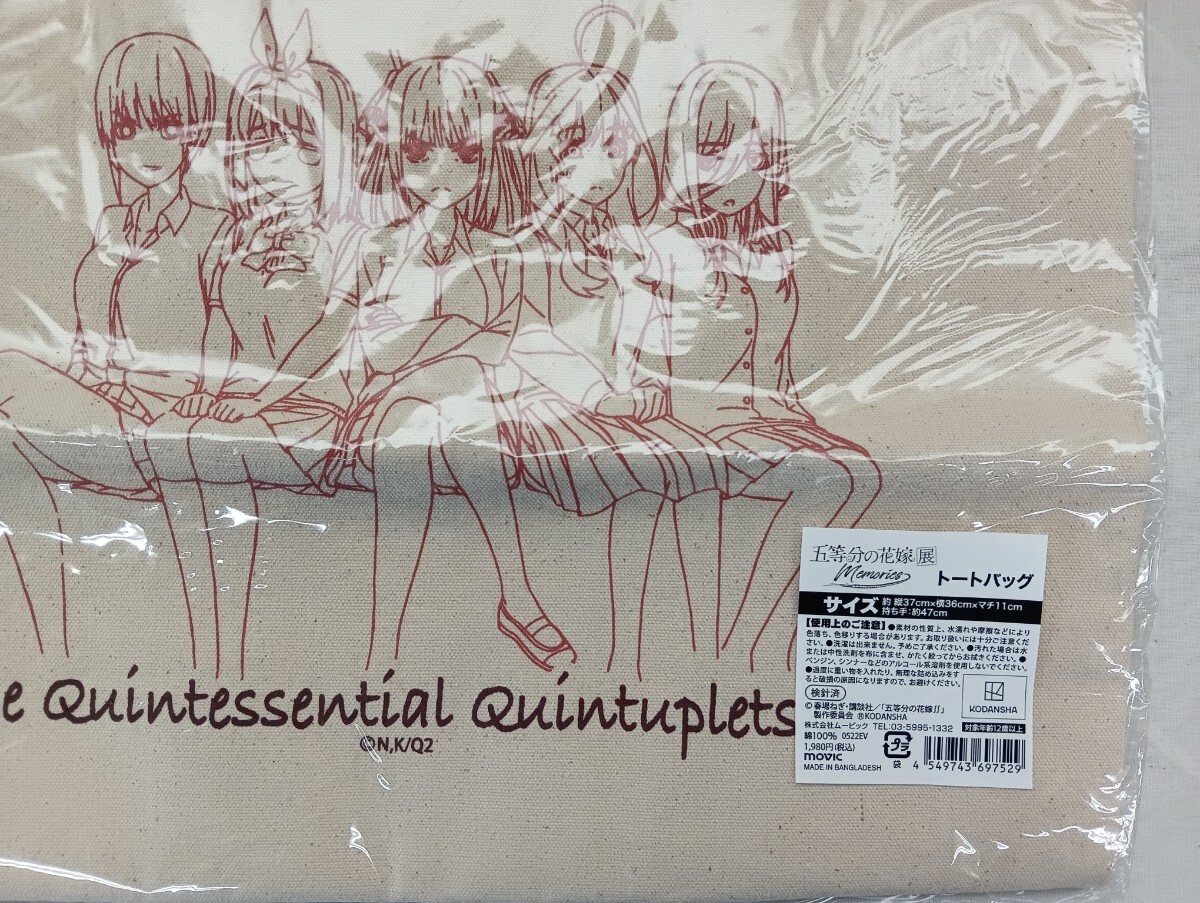 e Quintessential Quintuplets
©N,K/Q2
五等分の花嫁展
Memories
トートバッグ
サイズ 約 縦37cm×横36cm×マチ11cm
持ち手:約47cm
【使用上のご注意】●素材の性質上、水濡れや摩擦などにより
色落ち、色移りする場合があります。お取り扱いには十分ご注意くだ
さい。●洗濯は出来ません。予めご了承ください。●汚れた場合は水
または中性洗剤を布に含ませ、かたく絞ってからお拭きください。●
ベンジン、シンナーなどのアルコール系溶剤を使用しないでください。
●過度に重い物を入れたり、無理な詰め込みをす
ると破損の原因になりますので、お避けください。
検針済
KODANSHA
©春場ねぎ・講談社/「五等分の花嫁∬」
製作委員会 ®KODANSHA
株式会社ムービック TEL:03-5995-1332
対象年齢12歳以上
綿100% 0522EV
1,980円(税込)
movic
MADE IN BANGLADESH
プラ
袋
4 549743 697529